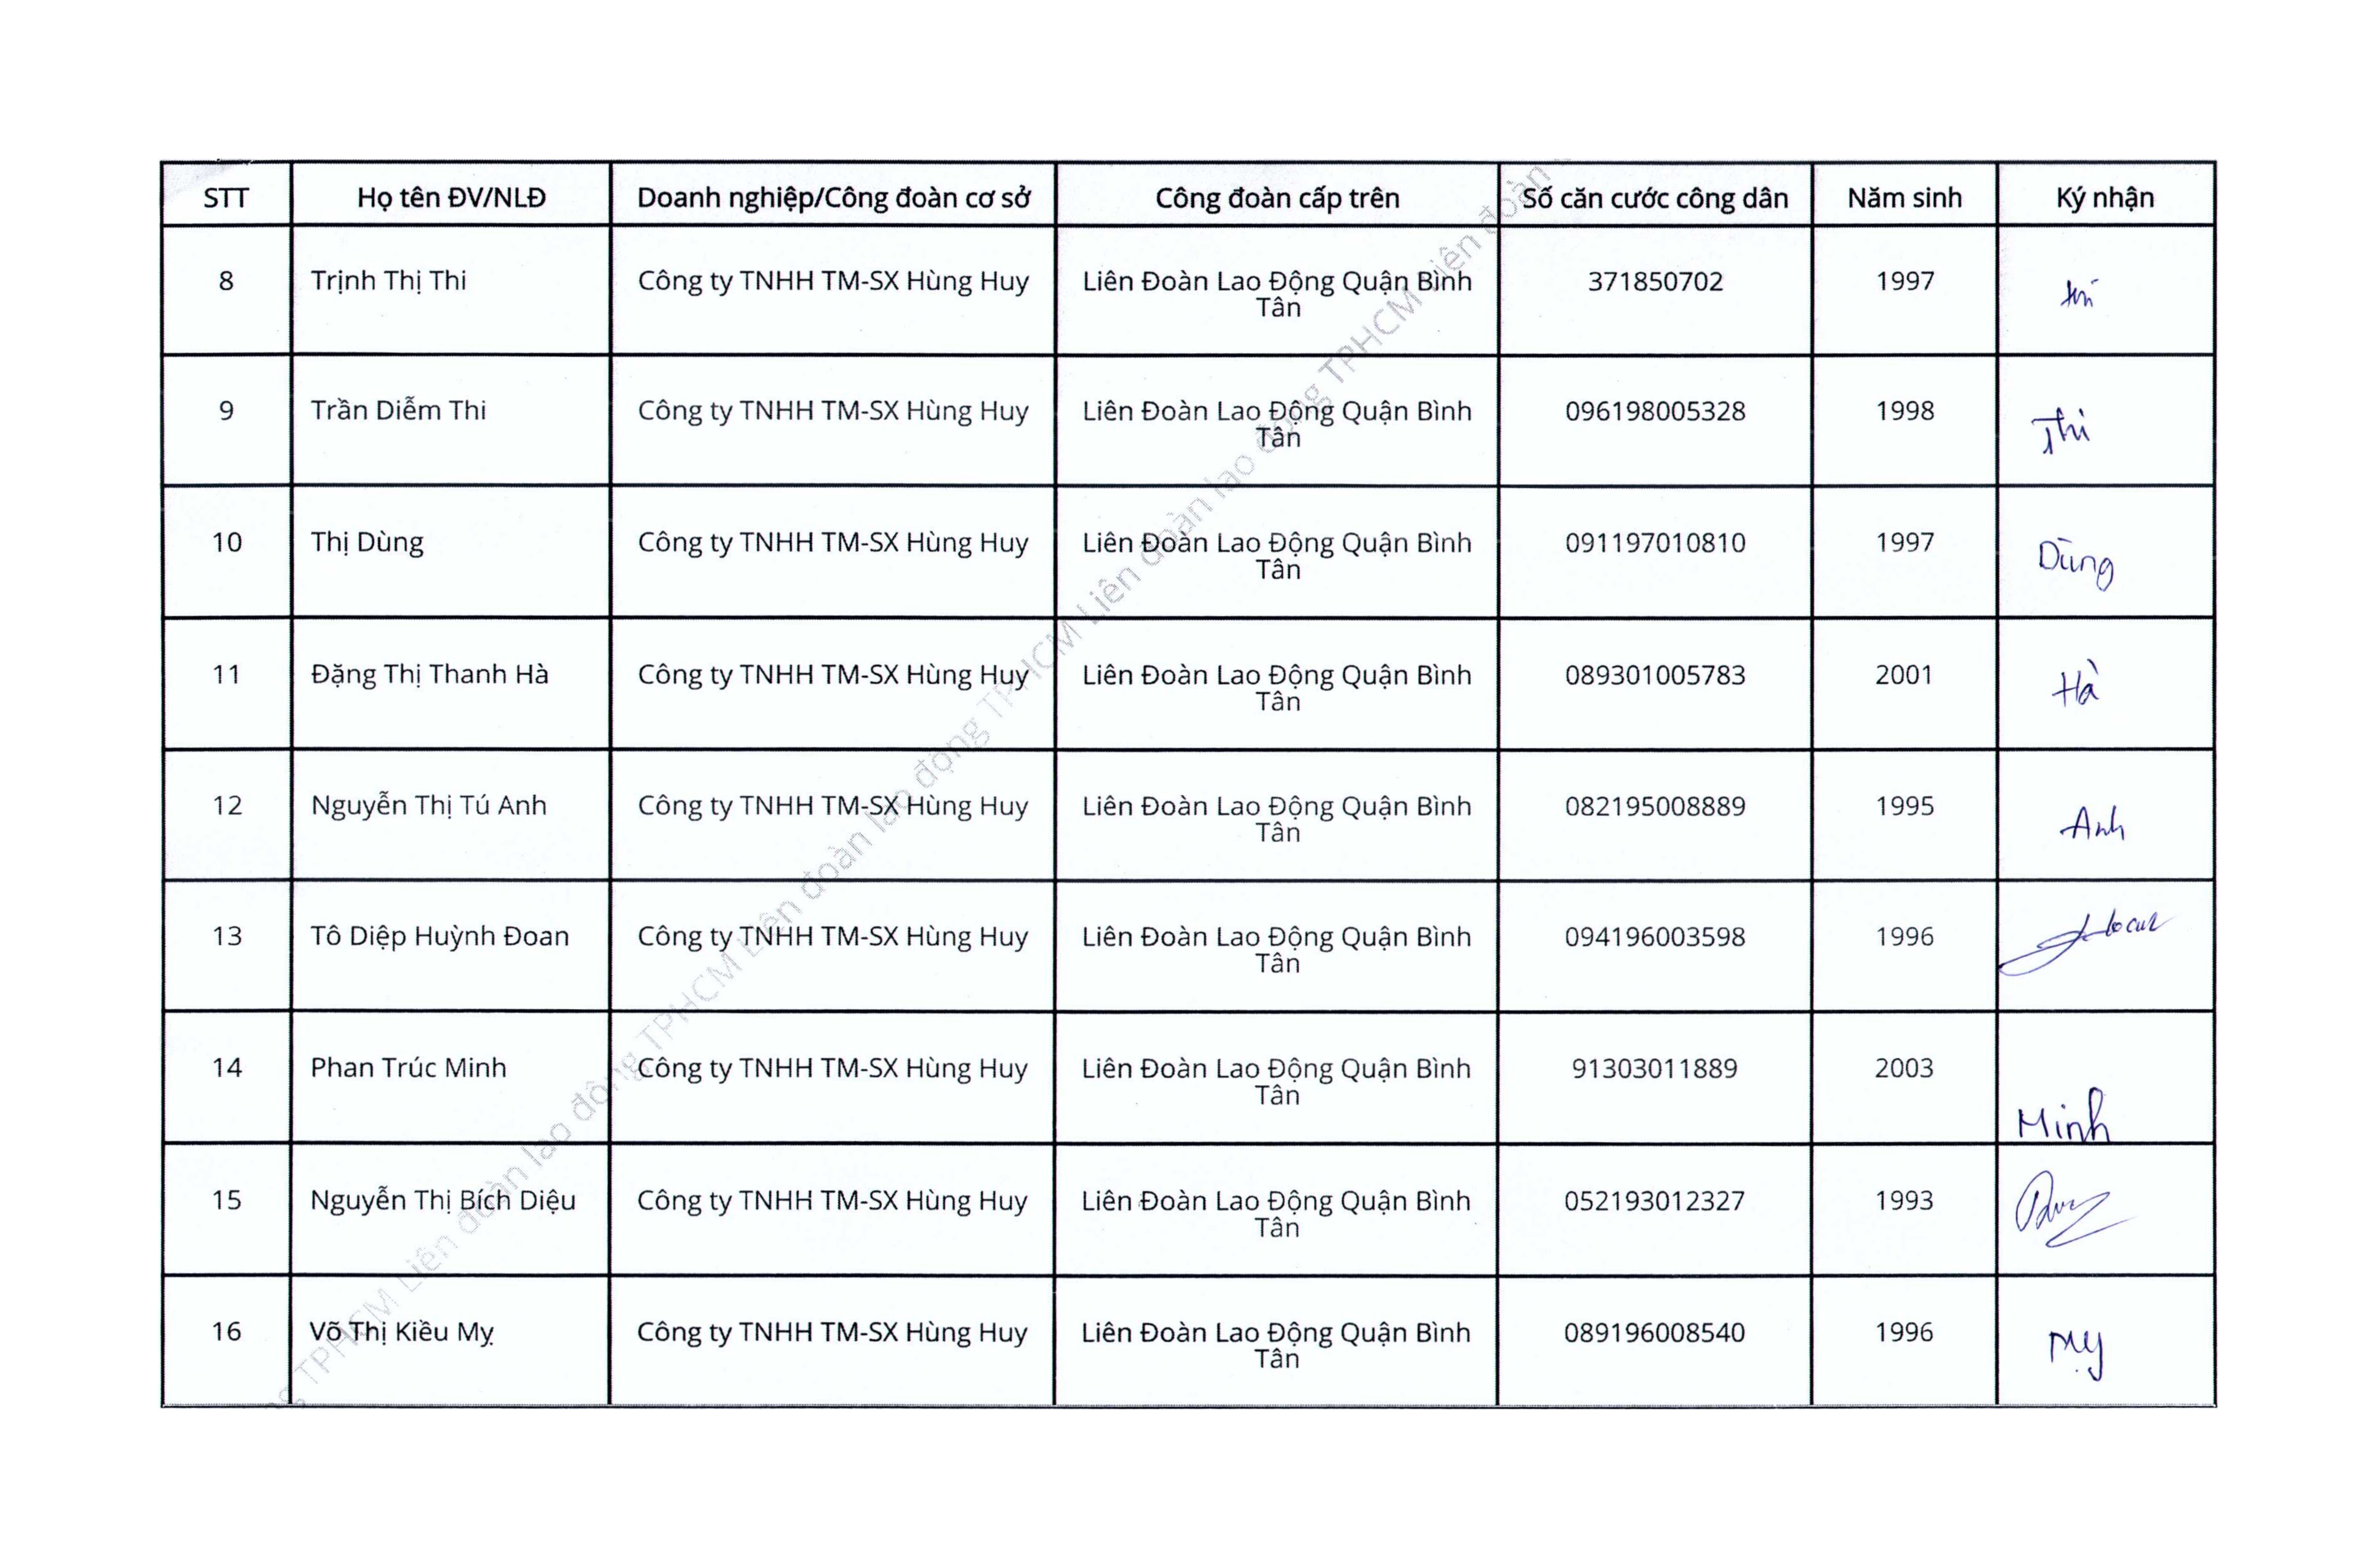 STT Họ tên ĐV/NLĐ Doanh nghiệp/Công đoàn cơ sở Công đoàn cấp trên Số căn cước công dân Năm sinh Ký nhận
8 Trịnh Thị Thi Công ty TNHH TM-SX Hùng Huy Liên Đoàn Lao Động Quận Bình 371850702 1997
Tân
9 Trần Diễm Thi Công ty TNHH TM-SX Hùng Huy Liên Đoàn Lao Động Quận Bình 096198005328 1998 Thi
Tân
10 Thị Dùng Công ty TNHH TM-SX Hùng Huy Liên Đoàn Lao Động Quận Bình 091197010810 1997 Dùng
Tân
11 Đặng Thị Thanh Hà Công ty TNHH TM-SX Hùng Huy Liên Đoàn Lao Động Quận Bình 089301005783 2001 Hà
Tân
12 Nguyễn Thị Tú Anh Công ty TNHH TM-SX Hùng Huy Liên Đoàn Lao Động Quận Bình 082195008889 1995 Anh
Tân
13 Tô Diệp Huỳnh Đoan Công ty TNHH TM-SX Hùng Huy Liên Đoàn Lao Động Quận Bình 094196003598 1996
Tân
14 Phan Trúc Minh Công ty TNHH TM-SX Hùng Huy Liên Đoàn Lao Động Quận Bình 91303011889 2003 Minh
Tân
15 Nguyễn Thị Bích Diệu Công ty TNHH TM-SX Hùng Huy Liên Đoàn Lao Động Quận Bình 052193012327 1993
Tân
16 Võ Thị Kiều Mỵ Công ty TNHH TM-SX Hùng Huy Liên Đoàn Lao Động Quận Bình 089196008540 1996 Mỵ
Tân
TPHCM Liên đoàn lao động TPHCM Liên đoàn lao động TPHCM Liên đoàn lao động TPHCM Liên đoàn